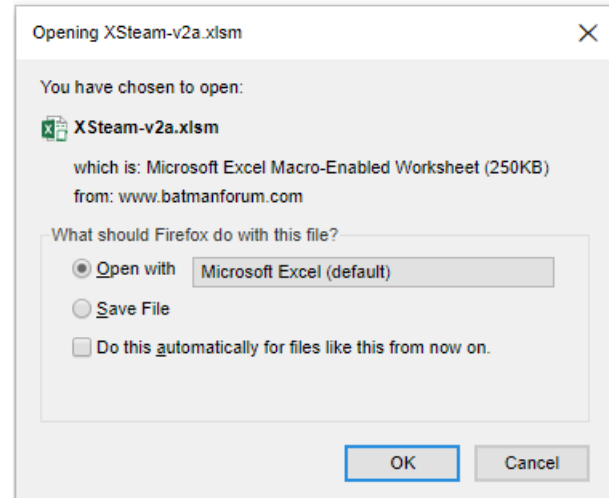 Opening XSteam-v2a.xlsm
You have chosen to open:
XSteam-v2a.xlsm
which is: Microsoft Excel Macro-Enabled Worksheet (250KB)
from: www.batmanforum.com
What should Firefox do with this file?
Open with Microsoft Excel (default)
Save File
Do this automatically for files like this from now on.
OK Cancel